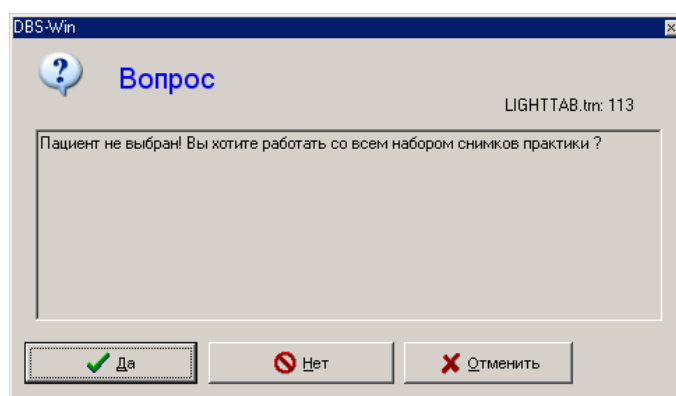 DBS-Win
Вопрос
LIGHTTAB.trn: 113
Пациент не выбран! Вы хотите работать со всем набором снимков практики ?
Да
Нет
Отменить